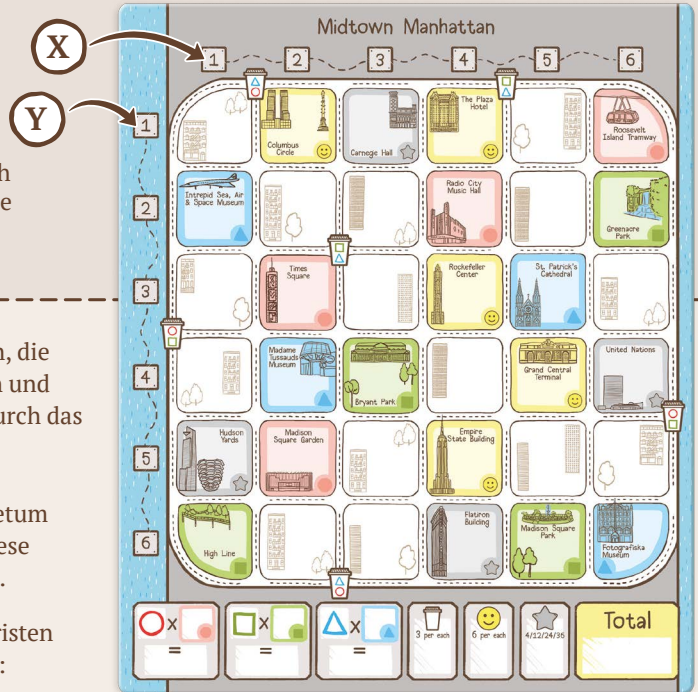 Midtown Manhattan
X
1 2 3 4 5 6
Y
1
Columbus
Circle
Carnege Hall
The Plaza
Hotel
Roosevelt
Island Tramway
ch
e
2
Intrepid Sea, Air
& Space Museum
Radio City
Music Hall
Greenacre
Park
3
Times
Square
Rockefeller
Center
St. Patrick's
Cathedral
n, die
n und
urch das
4
Madame
Tussauds
Museum
Bryant Park
Grand Central
Terminal
United Nations
5
Hudson
Yards
Madison
Square Garden
Empire
State Building
etum
ese
.
6
High Line
Flatiron
Building
Madison Square
Park
Fotografiska
Museum
risten
:
x
=
x
=
x
=
3 per each
6 per each
4/12/24/36
Total